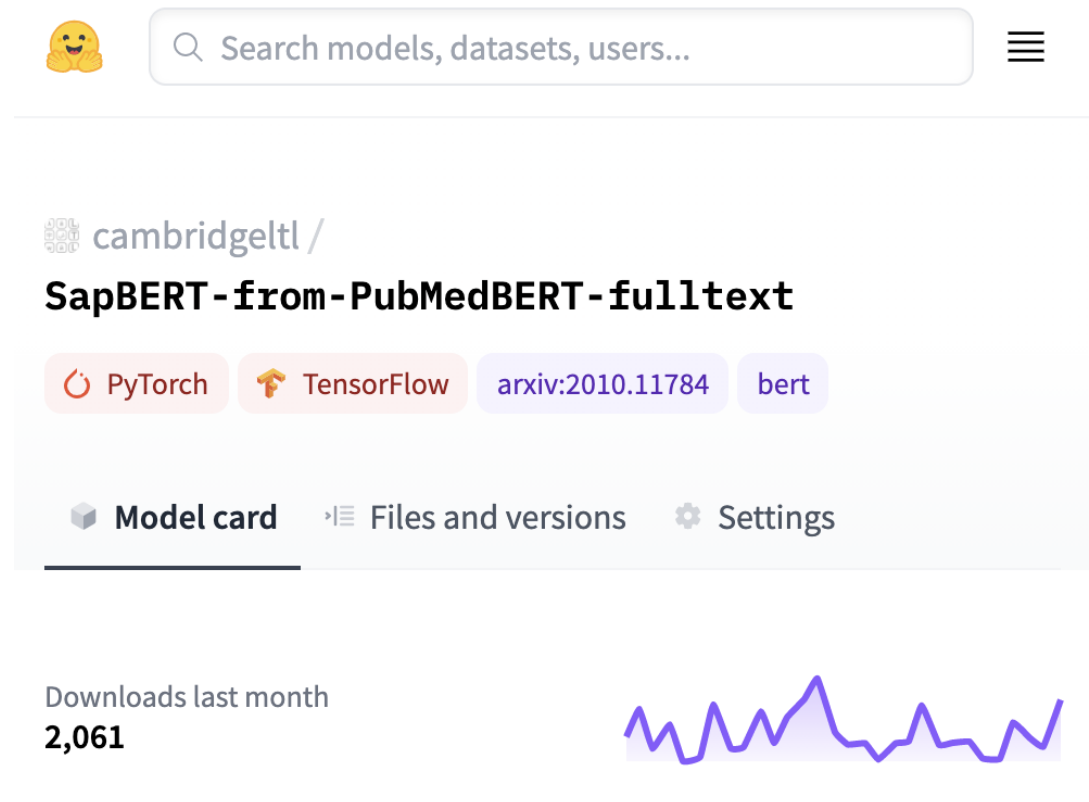 Search models, datasets, users...
cambridgeltl /
SapBERT-from-PubMedBERT-fulltext
PyTorch TensorFlow arxiv:2010.11784 bert
Model card Files and versions Settings
Downloads last month
2,061